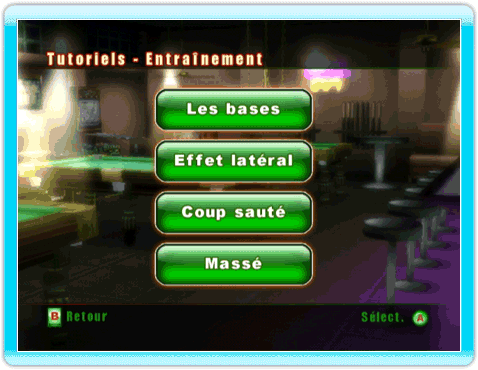 Tutoriels - Entraînement
Les bases
Effet latéral
Coup sauté
Massé
B Retour
Sélect. A